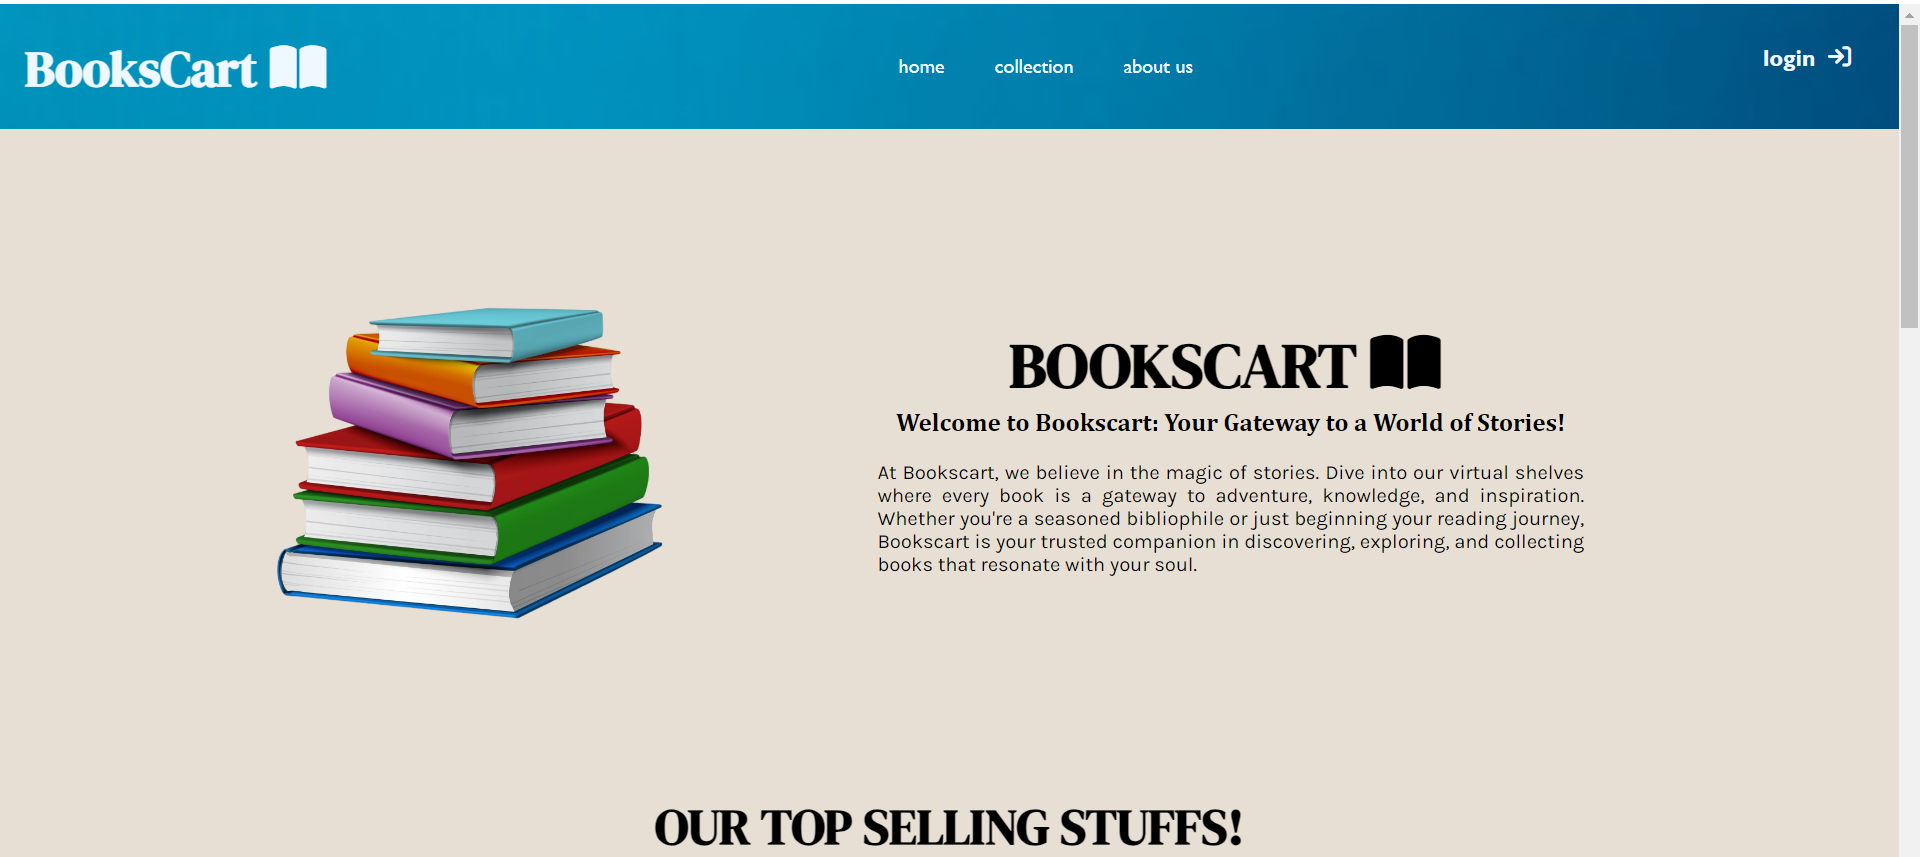 BooksCart
home collection about us
login
BOOKSCART
Welcome to Bookscart: Your Gateway to a World of Stories!
At Bookscart, we believe in the magic of stories. Dive into our virtual shelves
where every book is a gateway to adventure, knowledge, and inspiration.
Whether you're a seasoned bibliophile or just beginning your reading journey,
Bookscart is your trusted companion in discovering, exploring, and collecting
books that resonate with your soul.
OUR TOP SELLING STUFFS!